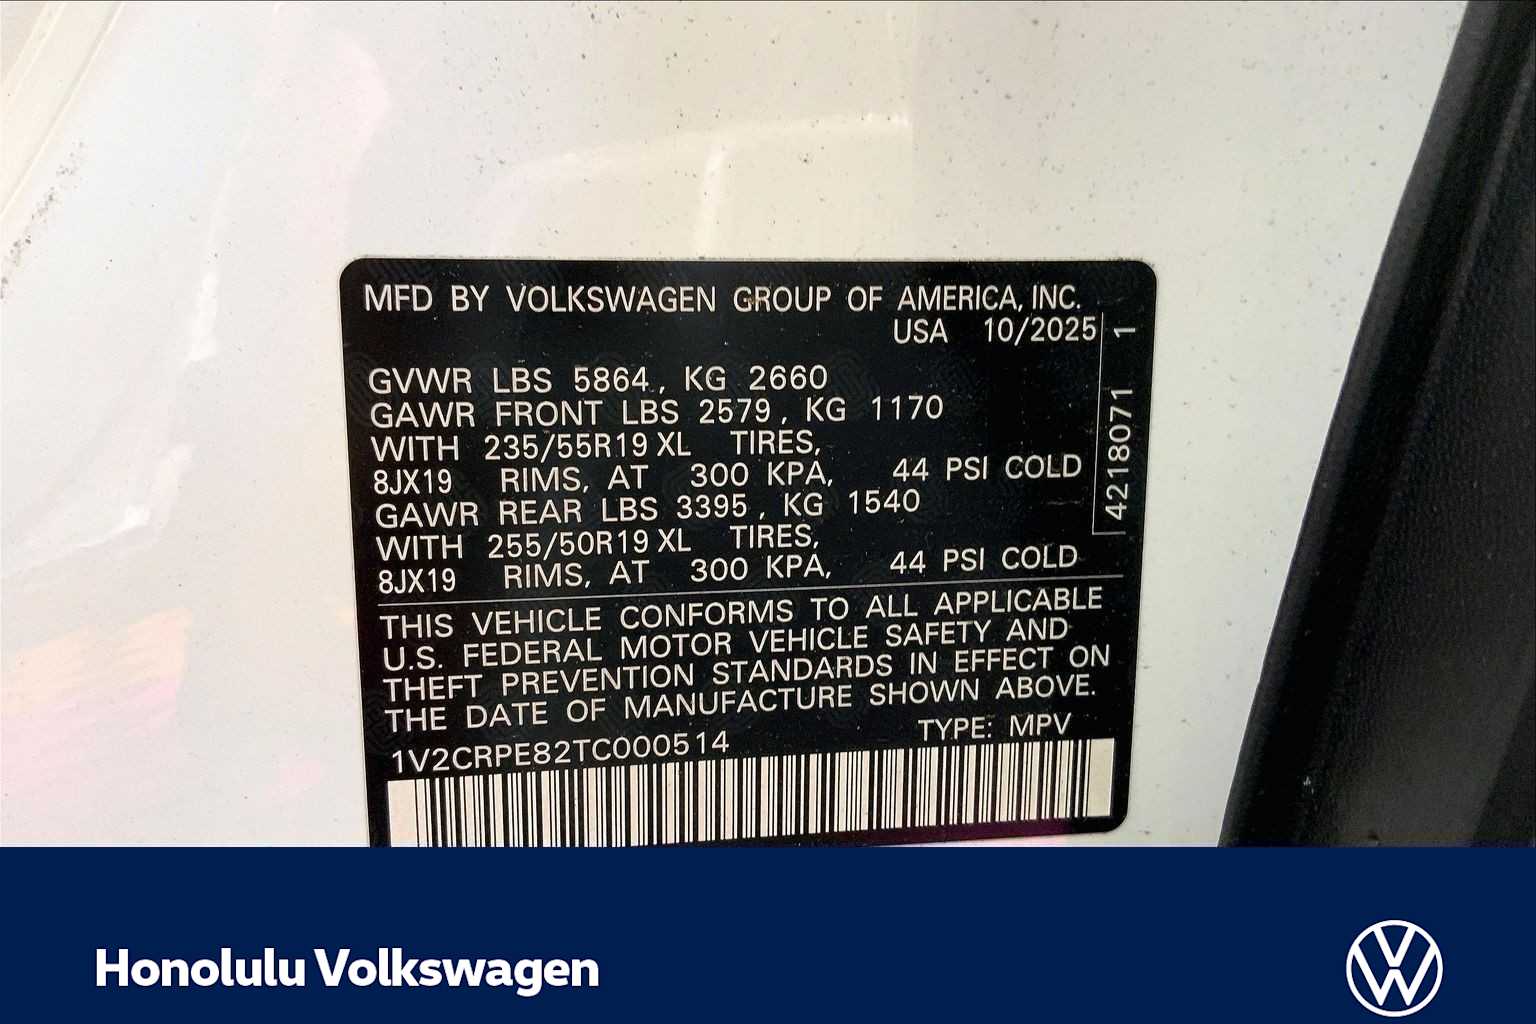 MFD BY VOLKSWAGEN GROUP OF AMERICA, INC.
USA 10/2025
GVWR LBS 5864, KG 2660
GAWR FRONT LBS 2579, KG 1170
WITH 235/55R19 XL TIRES,
8JX19 RIMS, AT 300 KPA, 44 PSI COLD
GAWR REAR LBS 3395, KG 1540
WITH 255/50R19 XL TIRES,
8JX19 RIMS, AT 300 KPA, 44 PSI COLD
4218071 1
THIS VEHICLE CONFORMS TO ALL APPLICABLE
U.S. FEDERAL MOTOR VEHICLE SAFETY AND
THEFT PREVENTION STANDARDS IN EFFECT ON
THE DATE OF MANUFACTURE SHOWN ABOVE.
1V2CRPE82TC000514 TYPE: MPV
Honolulu Volkswagen